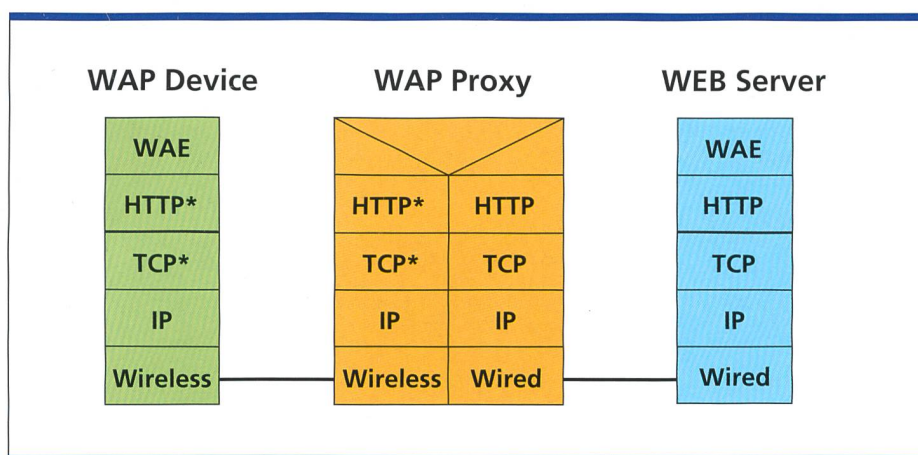 WAP Device
WAP Proxy
WEB Server
WAE
WAE
HTTP*
HTTP*
HTTP
HTTP
TCP*
TCP*
TCP
TCP
IP
IP
IP
IP
Wireless
Wireless
Wired
Wired